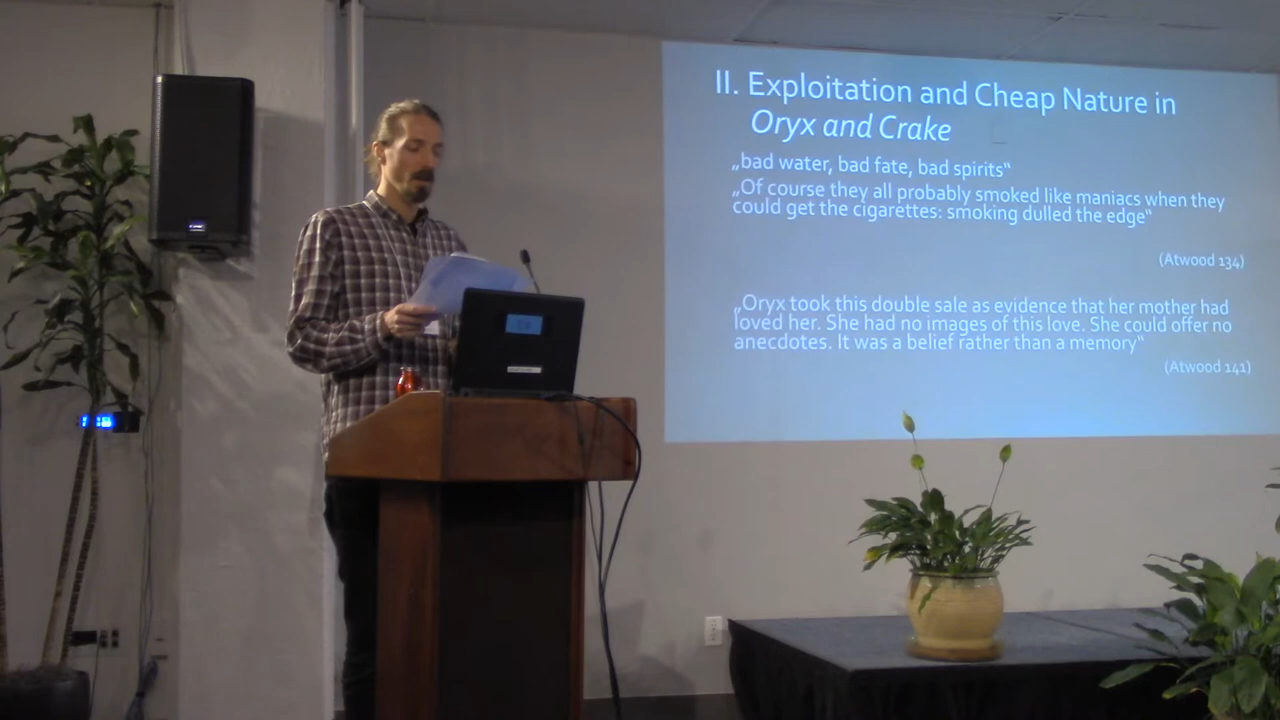 II. Exploitation and Cheap Nature in
Oryx and Crake
„bad water, bad fate, bad spirits“
„Of course they all probably smoked like maniacs when they
could get the cigarettes: smoking dulled the edge“
(Atwood 134)
„Oryx took this double sale as evidence that her mother had
loved her. She had no images of this love. She could offer no
anecdotes. It was a belief rather than a memory“
(Atwood 141)